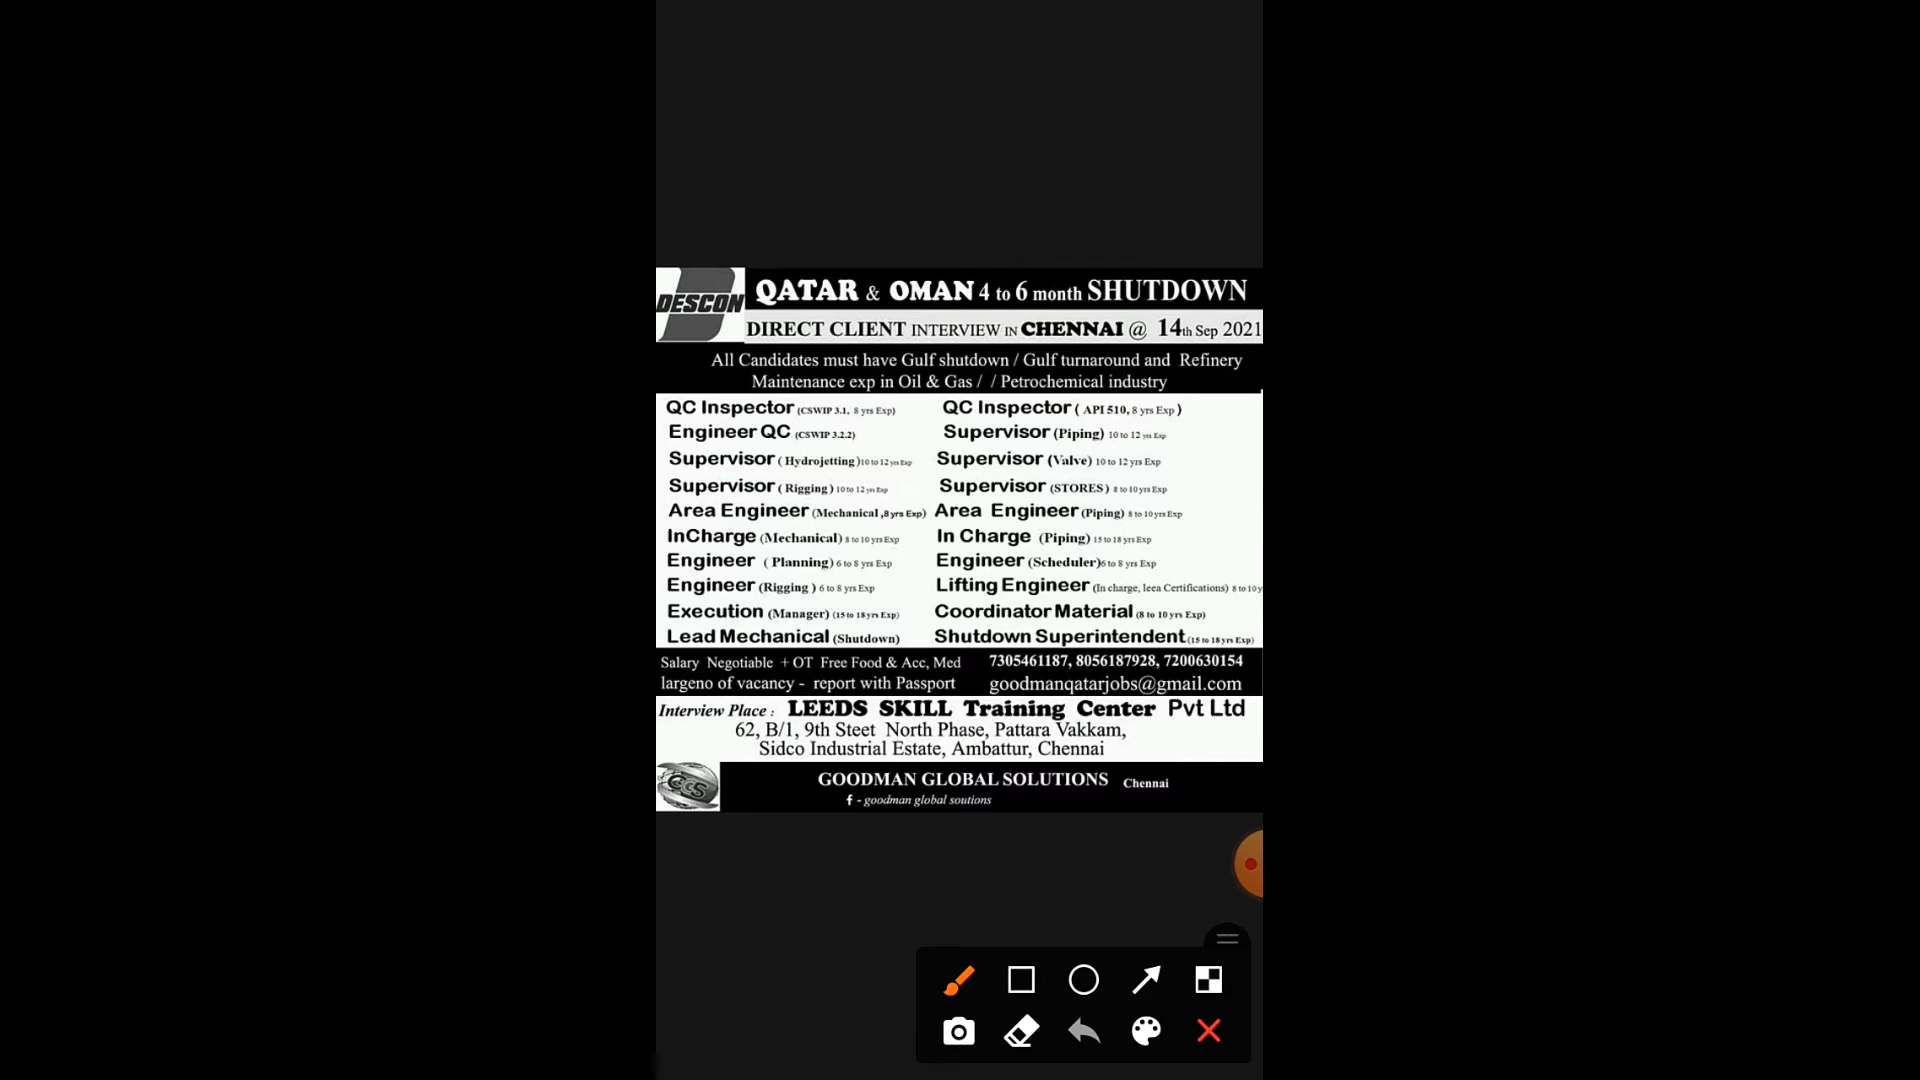 DESCON
QATAR & OMAN 4 to 6 month SHUTDOWN
DIRECT CLIENT INTERVIEW IN CHENNAI @ 14th Sep 2021
All Candidates must have Gulf shutdown / Gulf turnaround and Refinery
Maintenance exp in Oil & Gas / / Petrochemical industry
QC Inspector (CSWIP 3.1, 8 yrs Exp) QC Inspector ( API 510, 8 yrs Exp )
Engineer QC (CSWIP 3.2.2) Supervisor (Piping) 10 to 12 yrs Exp
Supervisor ( Hydrojetting )10 to 12 yrs Exp Supervisor (Valve) 10 to 12 yrs Exp
Supervisor ( Rigging ) 10 to 12 yrs Exp Supervisor (STORES ) 8 to 10 yrs Exp
Area Engineer (Mechanical ,8 yrs Exp) Area Engineer (Piping) 8 to 10 yrs Exp
InCharge (Mechanical) 8 to 10 yrs Exp In Charge (Piping) 15 to 18 yrs Exp
Engineer ( Planning) 6 to 8 yrs Exp Engineer (Scheduler)6 to 8 yrs Exp
Engineer (Rigging ) 6 to 8 yrs Exp Lifting Engineer (In charge, leea Certifications) 8 to 10 y
Execution (Manager) (15 to 18 yrs Exp) Coordinator Material (8 to 10 yrs Exp)
Lead Mechanical (Shutdown) Shutdown Superintendent (15 to 18 yrs Exp)
Salary Negotiable + OT Free Food & Acc, Med 7305461187, 8056187928, 7200630154
largeno of vacancy - report with Passport goodmanqatarjobs@gmail.com
Interview Place : LEEDS SKILL Training Center Pvt Ltd
62, B/1, 9th Steet North Phase, Pattara Vakkam,
Sidco Industrial Estate, Ambattur, Chennai
GOODMAN GLOBAL SOLUTIONS Chennai
f - goodman global soutions